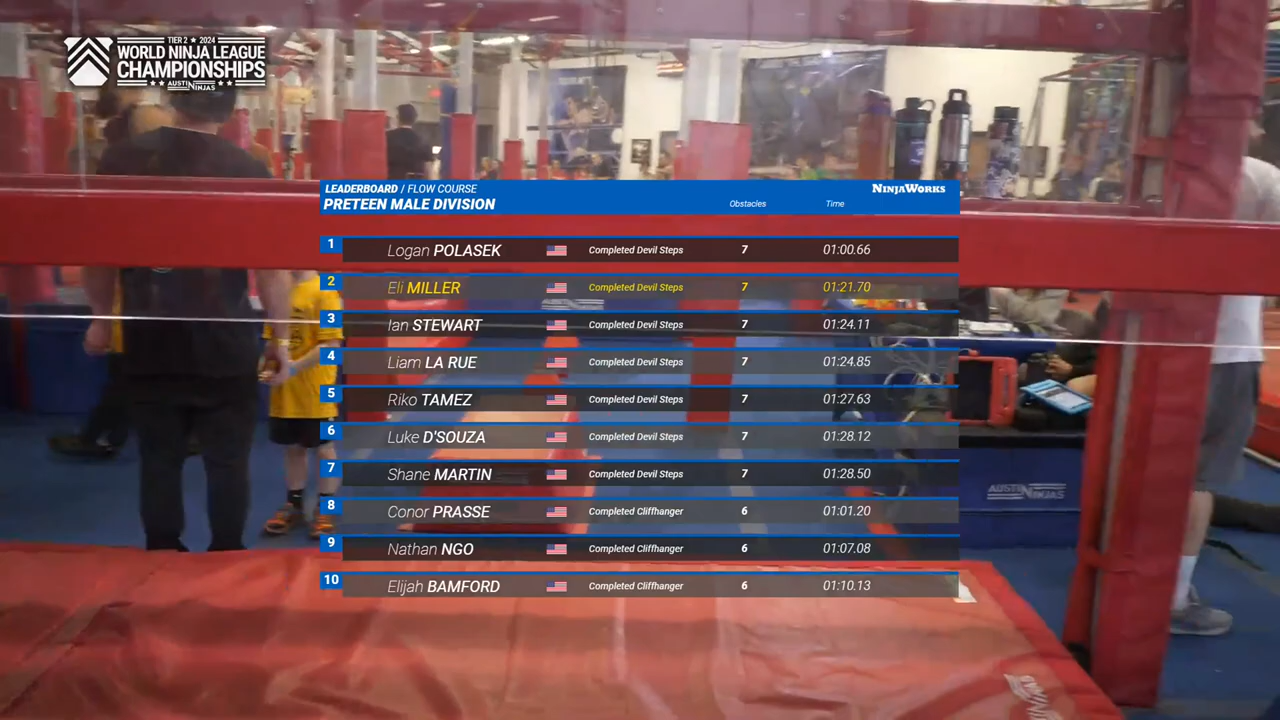 TIER 2 ★ 2024
WORLD NINJA LEAGUE
CHAMPIONSHIPS
AUSTIN NINJAS
LEADERBOARD / FLOW COURSE
NINJAWORKS
PRETEEN MALE DIVISION Obstacles Time
1 Logan POLASEK Completed Devil Steps 7 01:00.66
2 Eli MILLER Completed Devil Steps 7 01:21.70
3 Ian STEWART Completed Devil Steps 7 01:24.11
4 Liam LA RUE Completed Devil Steps 7 01:24.85
5 Riko TAMEZ Completed Devil Steps 7 01:27.63
6 Luke D'SOUZA Completed Devil Steps 7 01:28.12
7 Shane MARTIN Completed Devil Steps 7 01:28.50
8 Conor PRASSE Completed Cliffhanger 6 01:01.20
9 Nathan NGO Completed Cliffhanger 6 01:07.08
10 Elijah BAMFORD Completed Cliffhanger 6 01:10.13
AUSTIN NINJAS